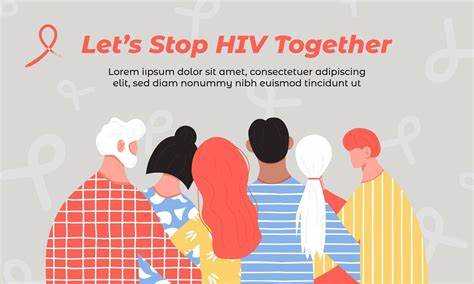 Let's Stop HIV Together
Lorem ipsum dolor sit amet, consectetuer adipiscing
elit, sed diam nonummy nibh euismod tincidunt ut